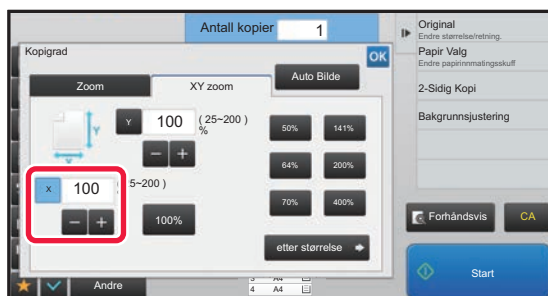 Antall kopier 1
Kopigrad
OK
Zoom
XY zoom
Auto Bilde
Y
100
( 25~200 )
%
Y
X
50%
141%
64%
200%
70%
400%
X
100
5~200 )
100%
etter størrelse
Andre
A4
4 A4
Original
Endre størrelse/retning.
Papir Valg
Endre papirinnmatingsskuff
2-Sidig Kopi
Bakgrunnsjustering
Forhåndsvis
CA
Start